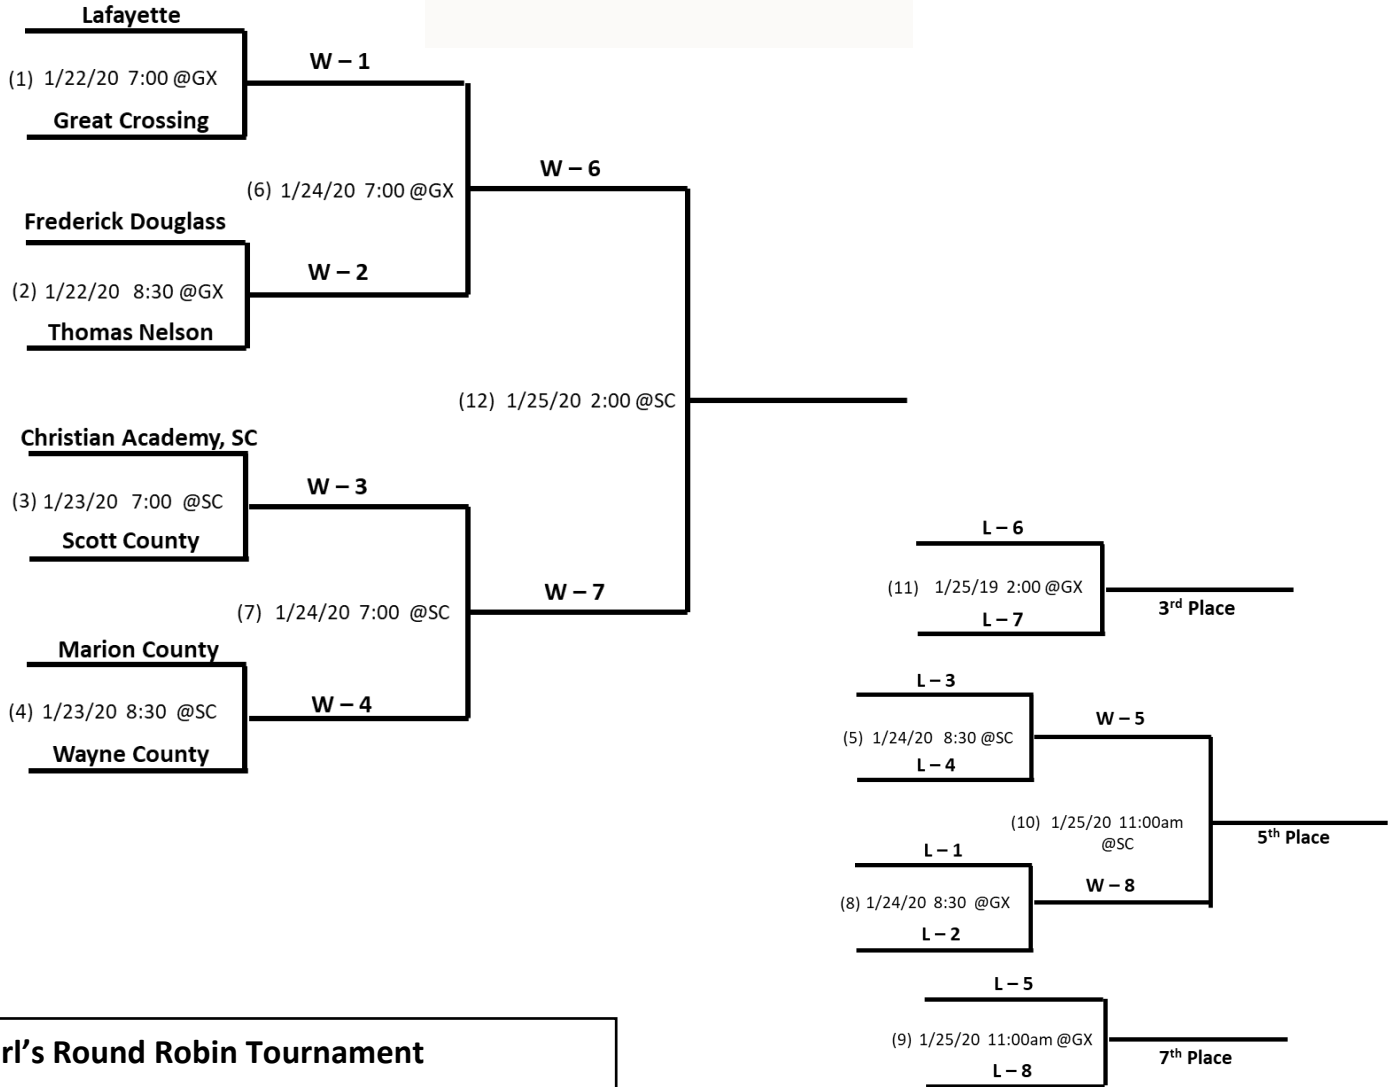 Lafayette
(1) 1/22/20 7:00 @GX
Great Crossing
W – 1
(6) 1/24/20 7:00 @GX
Frederick Douglass
(2) 1/22/20 8:30 @GX
Thomas Nelson
W – 2
W – 6
(12) 1/25/20 2:00 @SC
Christian Academy, SC
(3) 1/23/20 7:00 @SC
Scott County
W – 3
(7) 1/24/20 7:00 @SC
W – 7
Marion County
(4) 1/23/20 8:30 @SC
Wayne County
W – 4
L – 6
(11) 1/25/19 2:00 @GX
L – 7
3rd Place
L – 3
(5) 1/24/20 8:30 @SC
L – 4
W – 5
(10) 1/25/20 11:00am
@SC
5th Place
L – 1
(8) 1/24/20 8:30 @GX
L – 2
W – 8
L – 5
(9) 1/25/20 11:00am @GX
L – 8
7th Place
rl’s Round Robin Tournament